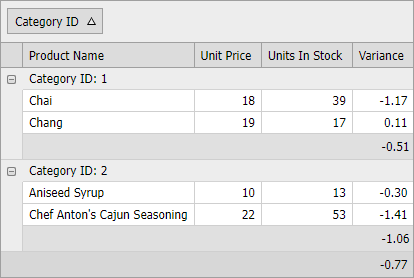 Category ID
Product Name Unit Price Units In Stock Variance
Category ID: 1
Chai 18 39 -1.17
Chang 19 17 0.11
-0.51
Category ID: 2
Aniseed Syrup 10 13 -0.30
Chef Anton's Cajun Seasoning 22 53 -1.41
-1.06
-0.77